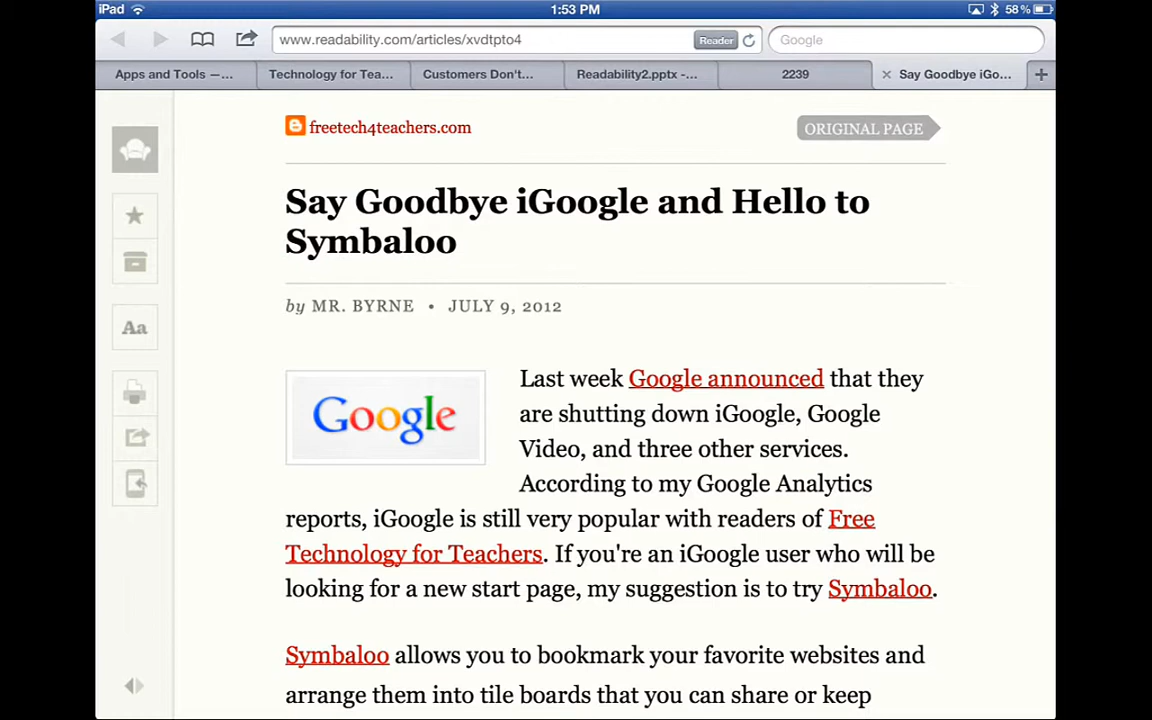 iPad
1:53 PM
58 %
www.readability.com/articles/xvdtpto4
Reader
Google
Apps and Tools —...
Technology for Tea...
Customers Don't...
Readability2.pptx -...
2239
Say Goodbye iGo...
freetech4teachers.com
ORIGINAL PAGE
Say Goodbye iGoogle and Hello to
Symbaloo
by MR. BYRNE • JULY 9, 2012
Aa
Google
Last week Google announced that they
are shutting down iGoogle, Google
Video, and three other services.
According to my Google Analytics
reports, iGoogle is still very popular with readers of Free
Technology for Teachers. If you're an iGoogle user who will be
looking for a new start page, my suggestion is to try Symbaloo.
Symbaloo allows you to bookmark your favorite websites and
arrange them into tile boards that you can share or keep